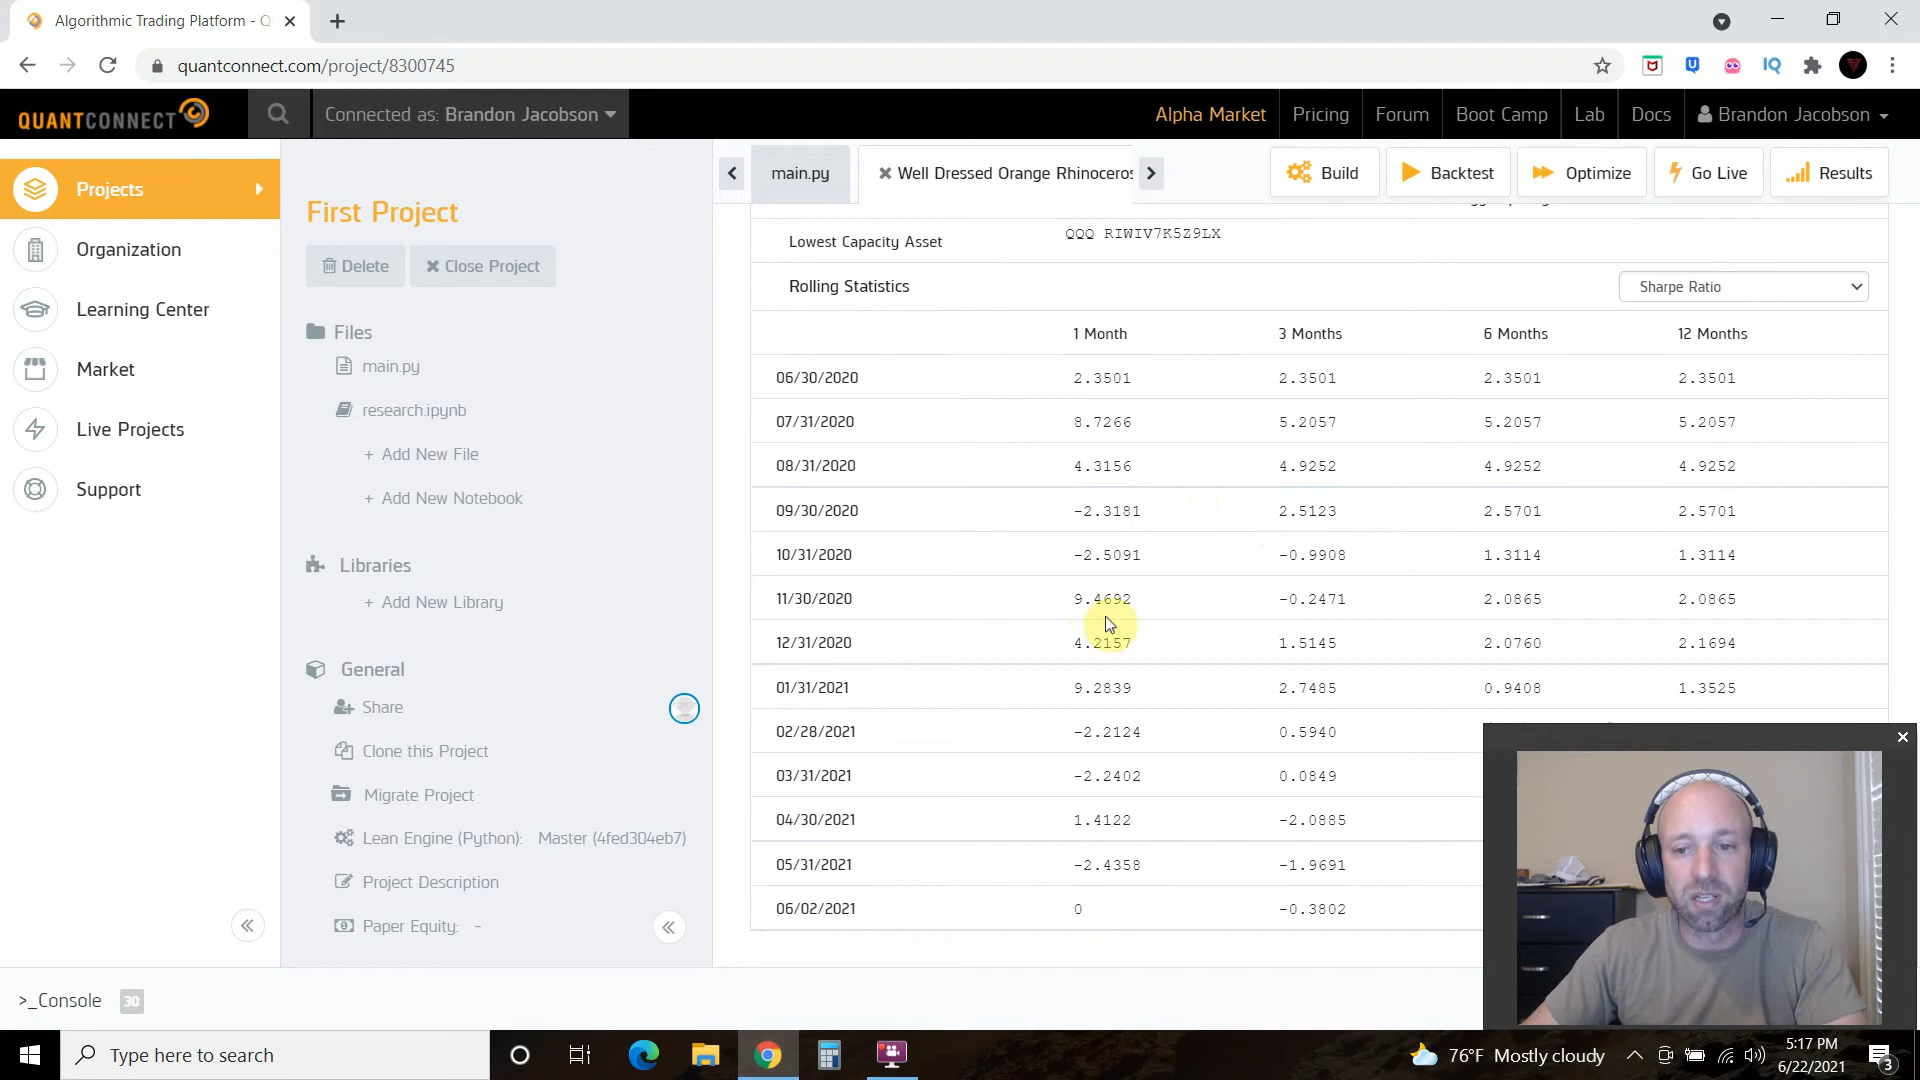 Algorithmic Trading Platform - Q
quantconnect.com/project/8300745
IQ
QUANTCONNECT
Connected as: Brandon Jacobson
Alpha Market
Pricing
Forum
Boot Camp
Lab
Docs
Brandon Jacobson
Projects
Organization
Learning Center
Market
Live Projects
Support
First Project
Delete
Close Project
Files
main.py
research.ipynb
+ Add New File
+ Add New Notebook
Libraries
+ Add New Library
General
Share
Clone this Project
Migrate Project
Lean Engine (Python): Master (4fed304eb7)
Project Description
Paper Equity: -
main.py
Well Dressed Orange Rhinoceros
Build
Backtest
Optimize
Go Live
Results
Lowest Capacity Asset QQQ RIWIV7K5Z9LX
Rolling Statistics Sharpe Ratio
1 Month 3 Months 6 Months 12 Months
06/30/2020 2.3501 2.3501 2.3501 2.3501
07/31/2020 8.7266 5.2057 5.2057 5.2057
08/31/2020 4.3156 4.9252 4.9252 4.9252
09/30/2020 -2.3181 2.5123 2.5701 2.5701
10/31/2020 -2.5091 -0.9908 1.3114 1.3114
11/30/2020 9.4692 -0.2471 2.0865 2.0865
12/31/2020 4.2157 1.5145 2.0760 2.1694
01/31/2021 9.2839 2.7485 0.9408 1.3525
02/28/2021 -2.2124 0.5940
03/31/2021 -2.2402 0.0849
04/30/2021 1.4122 -2.0885
05/31/2021 -2.4358 -1.9691
06/02/2021 0 -0.3802
>_Console 30
Type here to search
76°F Mostly cloudy
5:17 PM
6/22/2021
3